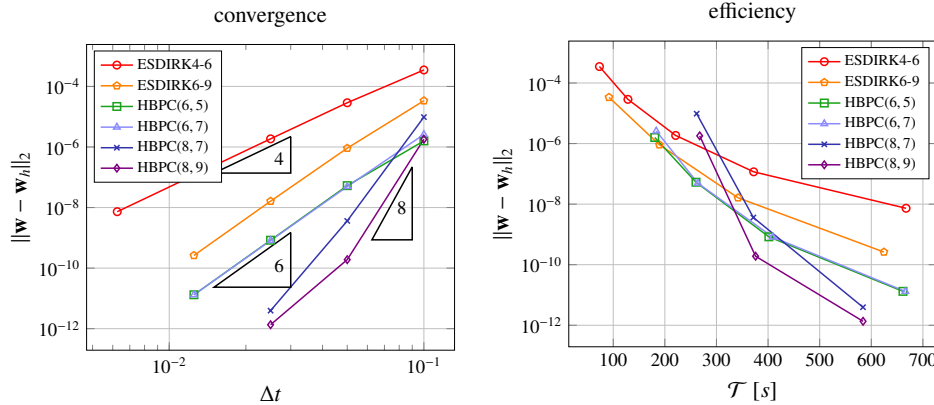 convergence
10^{-4}
10^{-6}
10^{-8}
10^{-10}
10^{-12}
||w − w_h||_2
ESDIRK4-6
ESDIRK6-9
HBPC(6, 5)
HBPC(6, 7)
HBPC(8, 7)
HBPC(8, 9)
4
6
8
10^{-2}
10^{-1}
Δt
efficiency
10^{-4}
10^{-6}
10^{-8}
10^{-10}
10^{-12}
||w − w_h||_2
ESDIRK4-6
ESDIRK6-9
HBPC(6, 5)
HBPC(6, 7)
HBPC(8, 7)
HBPC(8, 9)
100 200 300 400 500 600 700
𝒯 [s]